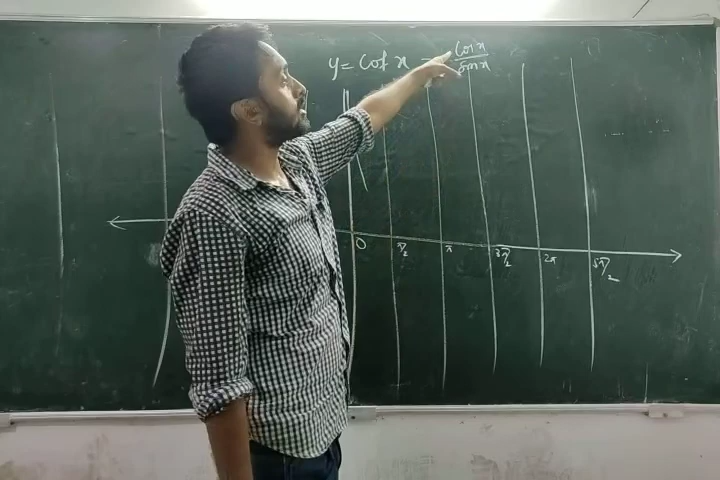 y = cot x = cos x / sin x
0 π/2 π 3π/2 2π 5π/2